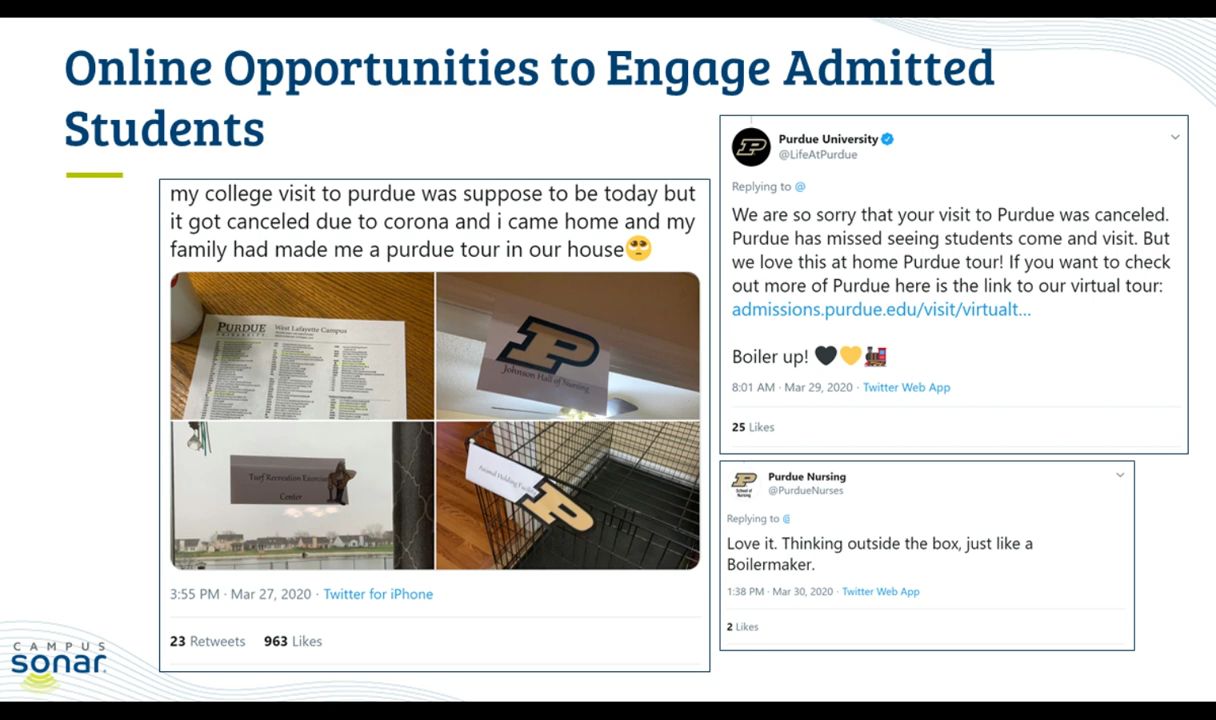 Online Opportunities to Engage Admitted
Students
my college visit to purdue was suppose to be today but
it got canceled due to corona and i came home and my
family had made me a purdue tour in our house🥺
PURDUE
UNIVERSITY
West Lafayette Campus
P
Johnson Hall of Nursing
Turf Recreation Exercise
Center
Animal Holding
P
3:55 PM · Mar 27, 2020 · Twitter for iPhone
23 Retweets 963 Likes
P
Purdue University
@LifeAtPurdue
Replying to @
We are so sorry that your visit to Purdue was canceled.
Purdue has missed seeing students come and visit. But
we love this at home Purdue tour! If you want to check
out more of Purdue here is the link to our virtual tour:
admissions.purdue.edu/visit/virtualt...
Boiler up! 🖤💛🚂
8:01 AM · Mar 29, 2020 · Twitter Web App
25 Likes
P
School of
Nursing
Purdue Nursing
@PurdueNurses
Replying to @
Love it. Thinking outside the box, just like a
Boilermaker.
1:38 PM · Mar 30, 2020 · Twitter Web App
2 Likes
CAMPUS
sonar